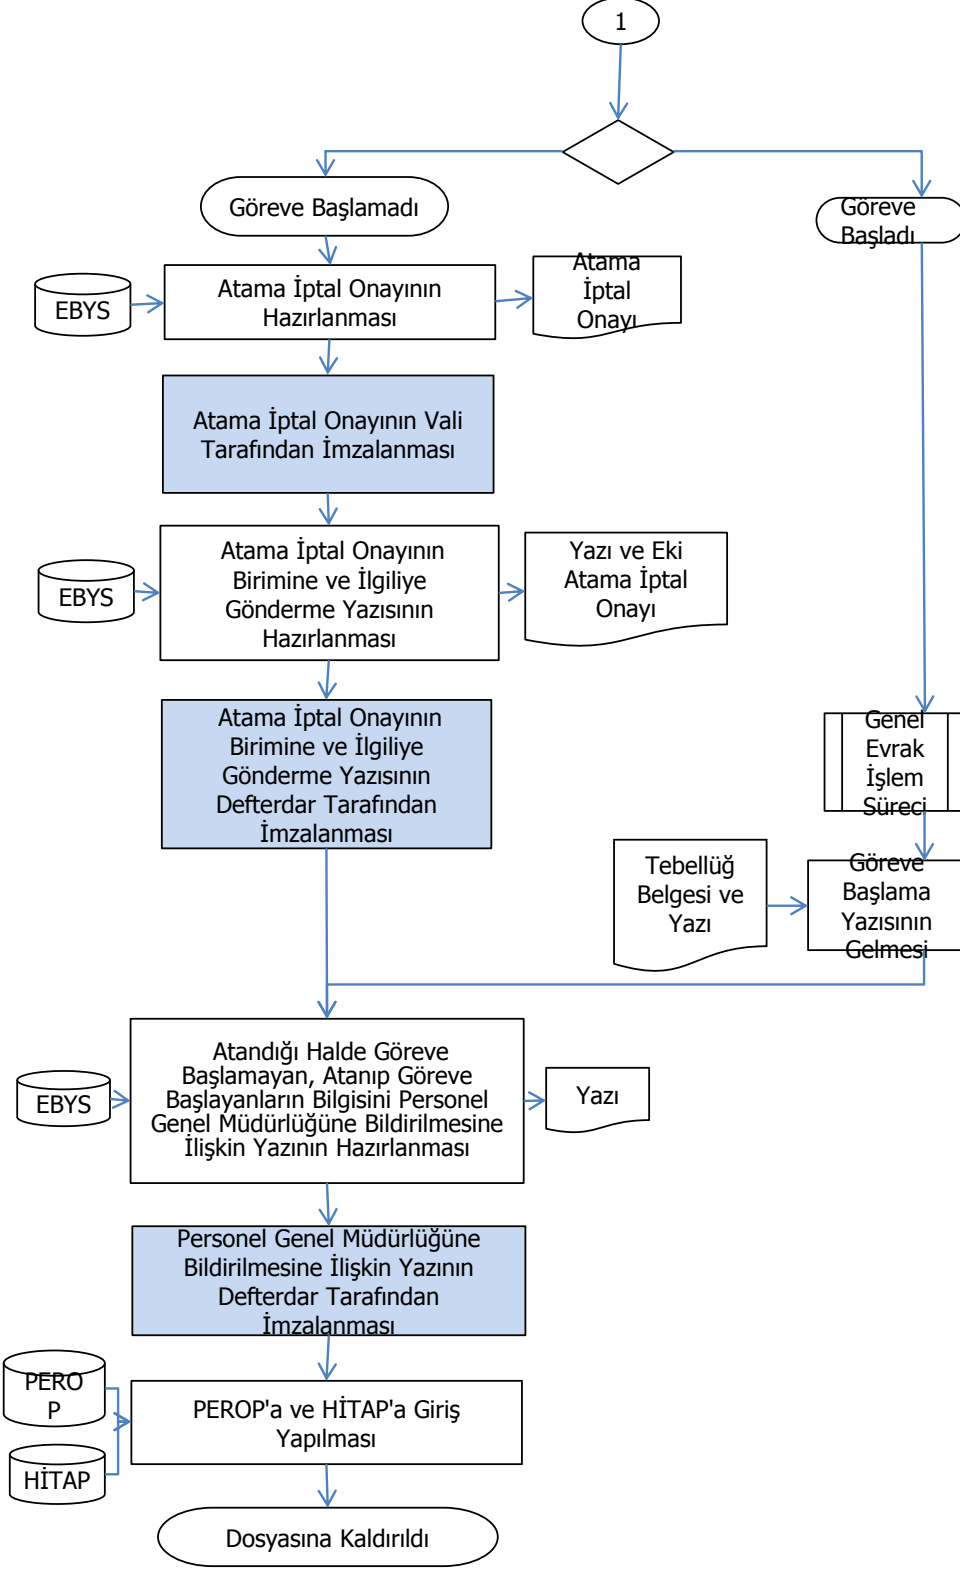 1
Göreve Başlamadı
Göreve
Başladı
EBYS
Atama İptal Onayının
Hazırlanması
Atama
İptal
Onayı
Atama İptal Onayının Vali
Tarafından İmzalanması
EBYS
Atama İptal Onayının
Birimine ve İlgiliye
Gönderme Yazısının
Hazırlanması
Yazı ve Eki
Atama İptal
Onayı
Atama İptal Onayının
Birimine ve İlgiliye
Gönderme Yazısının
Defterdar Tarafından
İmzalanması
Genel
Evrak
İşlem
Süreci
Tebellüğ
Belgesi ve
Yazı
Göreve
Başlama
Yazısının
Gelmesi
EBYS
Atandığı Halde Göreve
Başlamayan, Atanıp Göreve
Başlayanların Bilgisini Personel
Genel Müdürlüğüne Bildirilmesine
İlişkin Yazının Hazırlanması
Yazı
Personel Genel Müdürlüğüne
Bildirilmesine İlişkin Yazının
Defterdar Tarafından
İmzalanması
PERO
P
HİTAP
PEROP'a ve HİTAP'a Giriş
Yapılması
Dosyasına Kaldırıldı